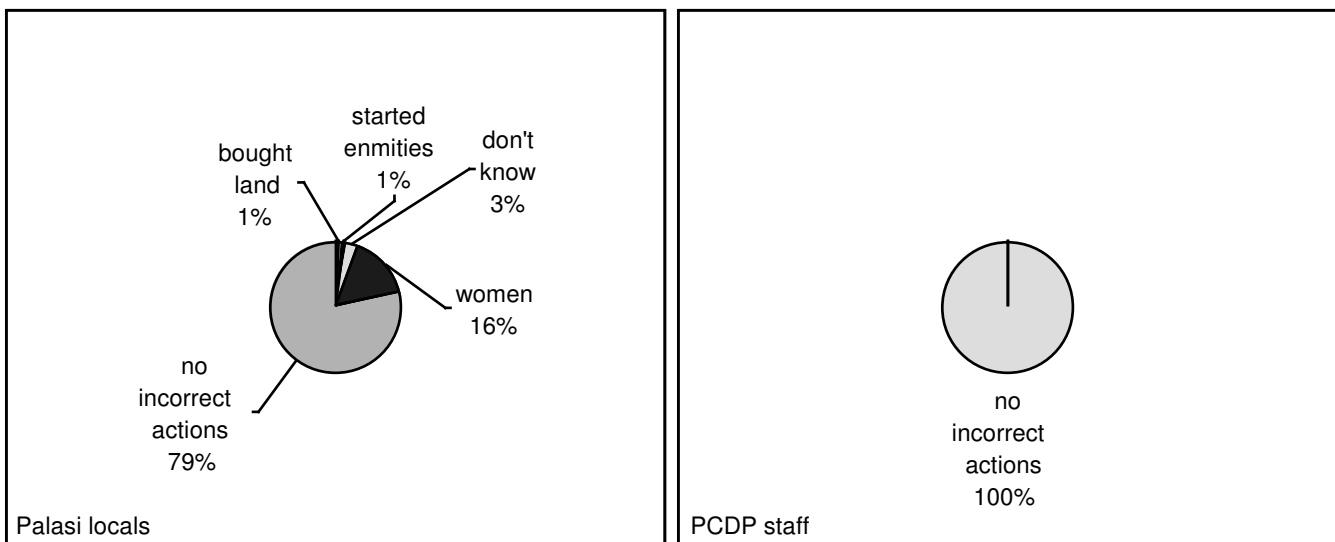 started
enmities
1%
bought
land
1%
don't
know
3%
women
16%
no
incorrect
actions
79%
Palasi locals
no
incorrect
actions
100%
PCDP staff